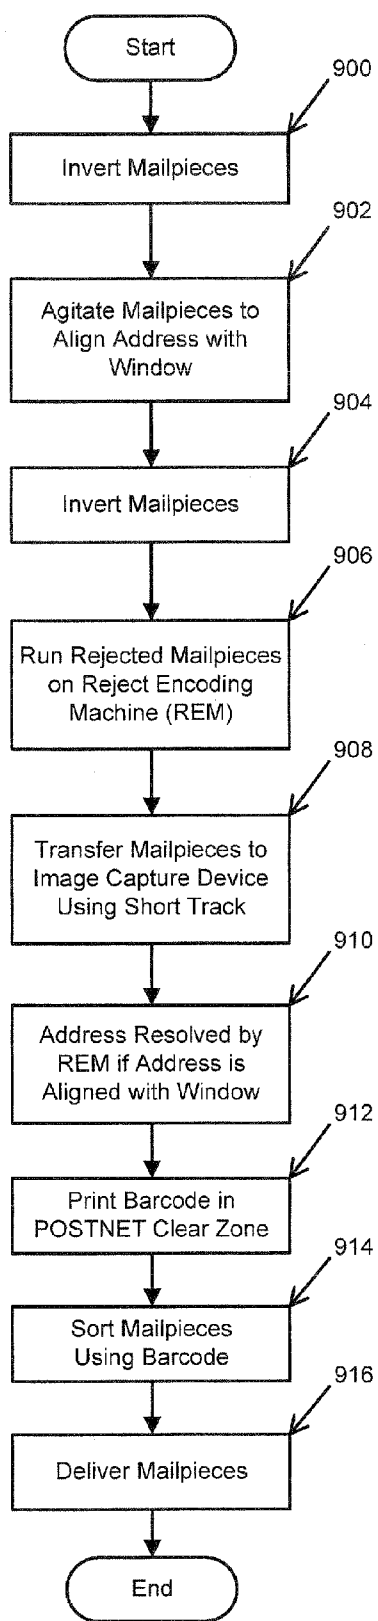 Start
900
Invert Mailpieces
902
Agitate Mailpieces to
Align Address with
Window
904
Invert Mailpieces
906
Run Rejected Mailpieces
on Reject Encoding
Machine (REM)
908
Transfer Mailpieces to
Image Capture Device
Using Short Track
910
Address Resolved by
REM if Address is
Aligned with Window
912
Print Barcode in
POSTNET Clear Zone
914
Sort Mailpieces
Using Barcode
916
Deliver Mailpieces
End